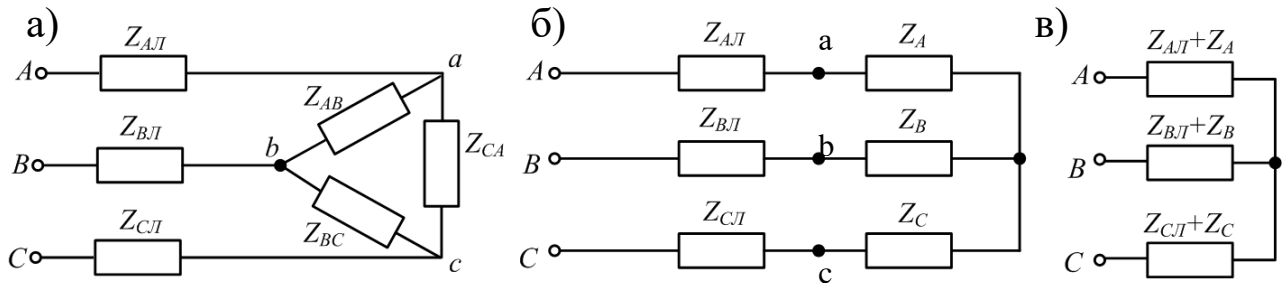 а)
Z_АЛ
A
a
Z_AB
Z_ВЛ
b
B
Z_CA
Z_СЛ
Z_BC
C
c
б)
Z_АЛ
a
Z_A
A
Z_ВЛ
b
Z_B
B
Z_СЛ
Z_C
C
c
в)
Z_АЛ+Z_A
A
Z_ВЛ+Z_B
B
Z_СЛ+Z_C
C